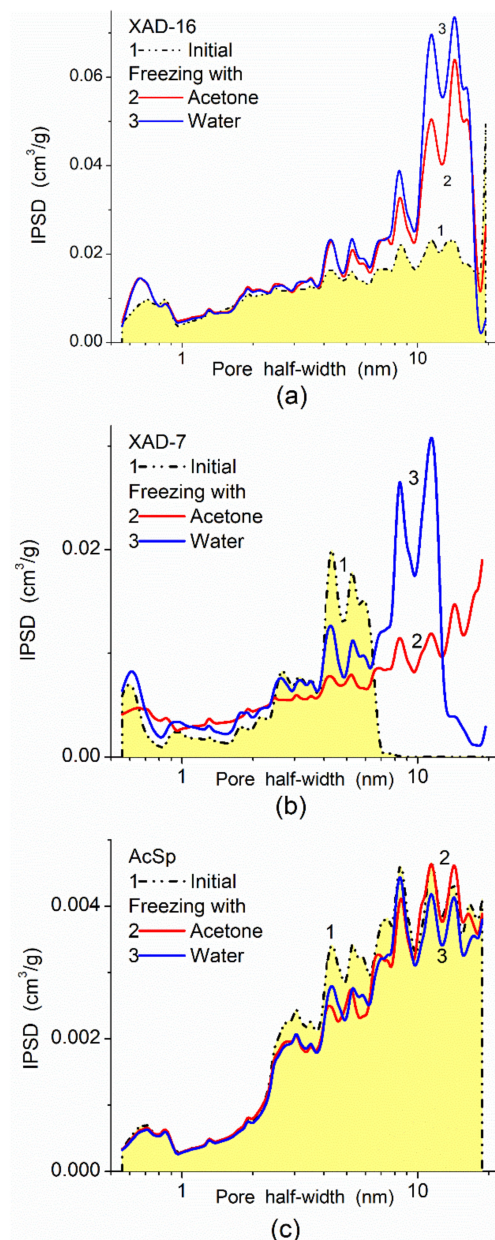 XAD-16
1 Initial
Freezing with
2 Acetone
3 Water
3
2
1
IPSD (cm³/g)
0.06
0.04
0.02
0.00
1
10
Pore half-width (nm)
(a)
XAD-7
1 Initial
Freezing with
2 Acetone
3 Water
1
3
2
IPSD (cm³/g)
0.02
0.00
1
10
Pore half-width (nm)
(b)
AcSp
1 Initial
Freezing with
2 Acetone
3 Water
2
1
3
IPSD (cm³/g)
0.004
0.002
0.000
1
10
Pore half-width (nm)
(c)